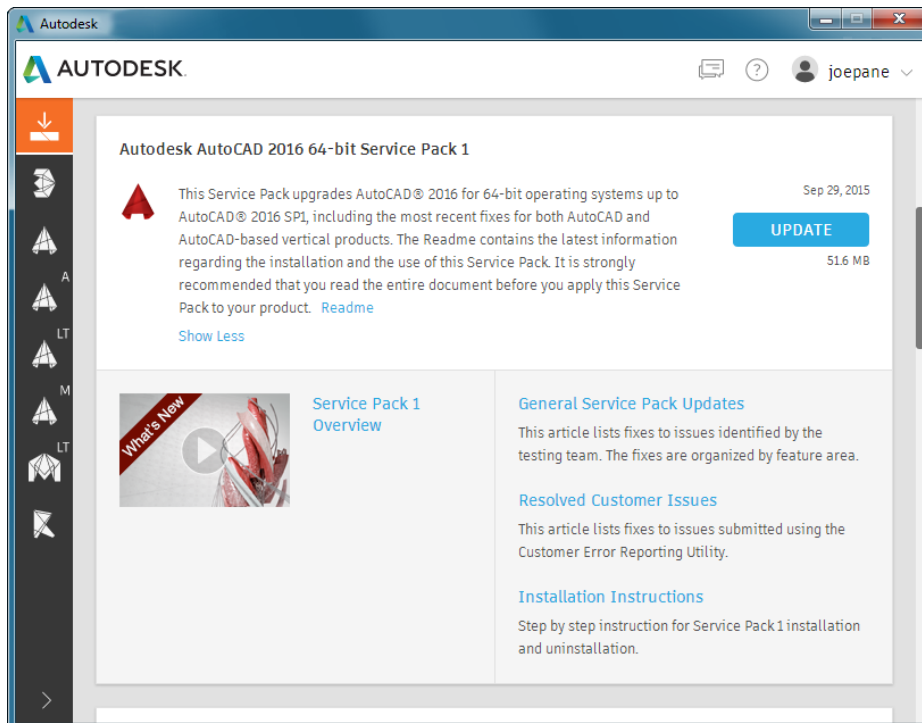 Autodesk
AUTODESK.
? joepane
Autodesk AutoCAD 2016 64-bit Service Pack 1
This Service Pack upgrades AutoCAD® 2016 for 64-bit operating systems up to
AutoCAD® 2016 SP1, including the most recent fixes for both AutoCAD and
AutoCAD-based vertical products. The Readme contains the latest information
regarding the installation and the use of this Service Pack. It is strongly
recommended that you read the entire document before you apply this Service
Pack to your product. Readme
Show Less
Sep 29, 2015
UPDATE
51.6 MB
A
LT
M
LT
What's New
Service Pack 1
Overview
General Service Pack Updates
This article lists fixes to issues identified by the
testing team. The fixes are organized by feature area.
Resolved Customer Issues
This article lists fixes to issues submitted using the
Customer Error Reporting Utility.
Installation Instructions
Step by step instruction for Service Pack 1 installation
and uninstallation.